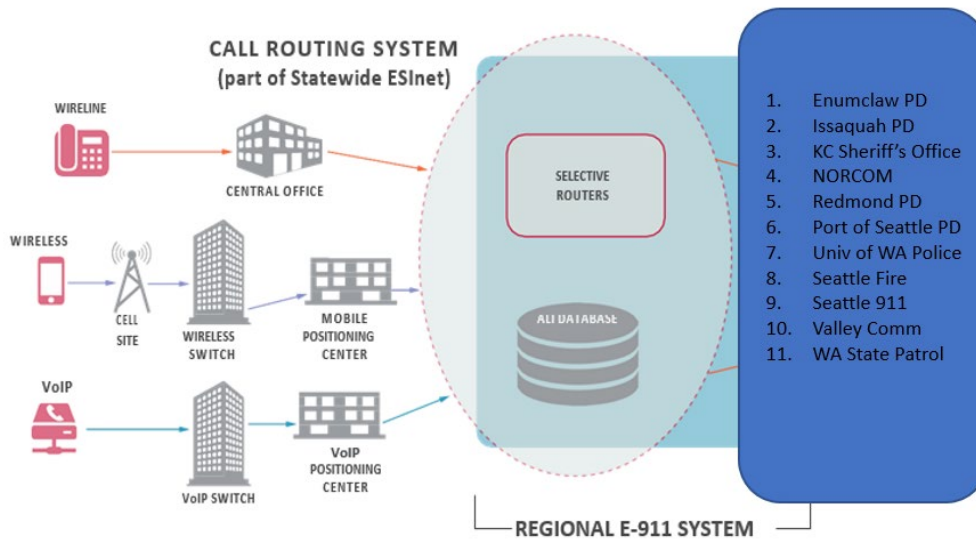 CALL ROUTING SYSTEM
(part of Statewide ESInet)
WIRELINE
CENTRAL OFFICE
WIRELESS
CELL
SITE
WIRELESS
SWITCH
MOBILE
POSITIONING
CENTER
VoIP
VoIP SWITCH
VoIP
POSITIONING
CENTER
SELECTIVE
ROUTERS
ALI DATABASE
1. Enumclaw PD
2. Issaquah PD
3. KC Sheriff's Office
4. NORCOM
5. Redmond PD
6. Port of Seattle PD
7. Univ of WA Police
8. Seattle Fire
9. Seattle 911
10. Valley Comm
11. WA State Patrol
REGIONAL E-911 SYSTEM